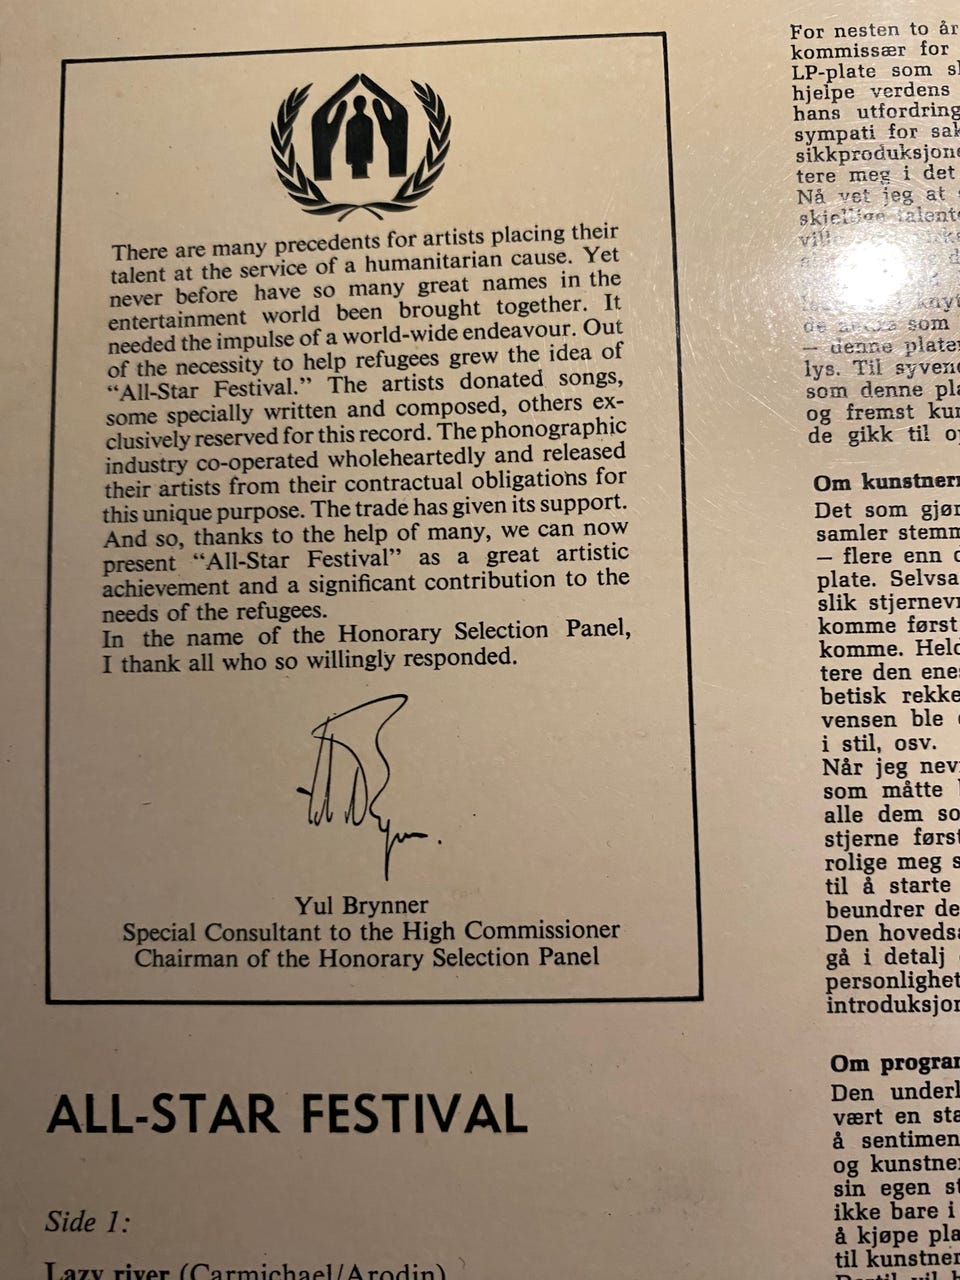 There are many precedents for artists placing their
talent at the service of a humanitarian cause. Yet
never before have so many great names in the
entertainment world been brought together. It
needed the impulse of a world-wide endeavour. Out
of the necessity to help refugees grew the idea of
“All-Star Festival.” The artists donated songs,
some specially written and composed, others ex-
clusively reserved for this record. The phonographic
industry co-operated wholeheartedly and released
their artists from their contractual obligations for
this unique purpose. The trade has given its support.
And so, thanks to the help of many, we can now
present “All-Star Festival” as a great artistic
achievement and a significant contribution to the
needs of the refugees.
In the name of the Honorary Selection Panel,
I thank all who so willingly responded.
Yul Brynner
Special Consultant to the High Commissioner
Chairman of the Honorary Selection Panel
ALL-STAR FESTIVAL
Side 1:
Lazy river (Carmichael/Arodin)
For nesten to år
kommissær for
LP-plate som
hjelpe verdens
hans utfordring
sympati for
sikkproduksjon
tere meg i det
Nå vet jeg at
de som
— denne
lys. Til
som denne
og fremst
de gikk til
Om kunstner
Det som
samler
— flere enn
plate.
slik
komme først
komme.
tere den
betisk
vensen ble
i stil, osv.
Når jeg
som måtte
alle dem
stjerne
rolige meg
til å starte
beundrer
Den
gå i detalj
personlighet
introduksjon
Om
Den
vært en
å
og
sin egen
ikke bare i
å kjøpe
til